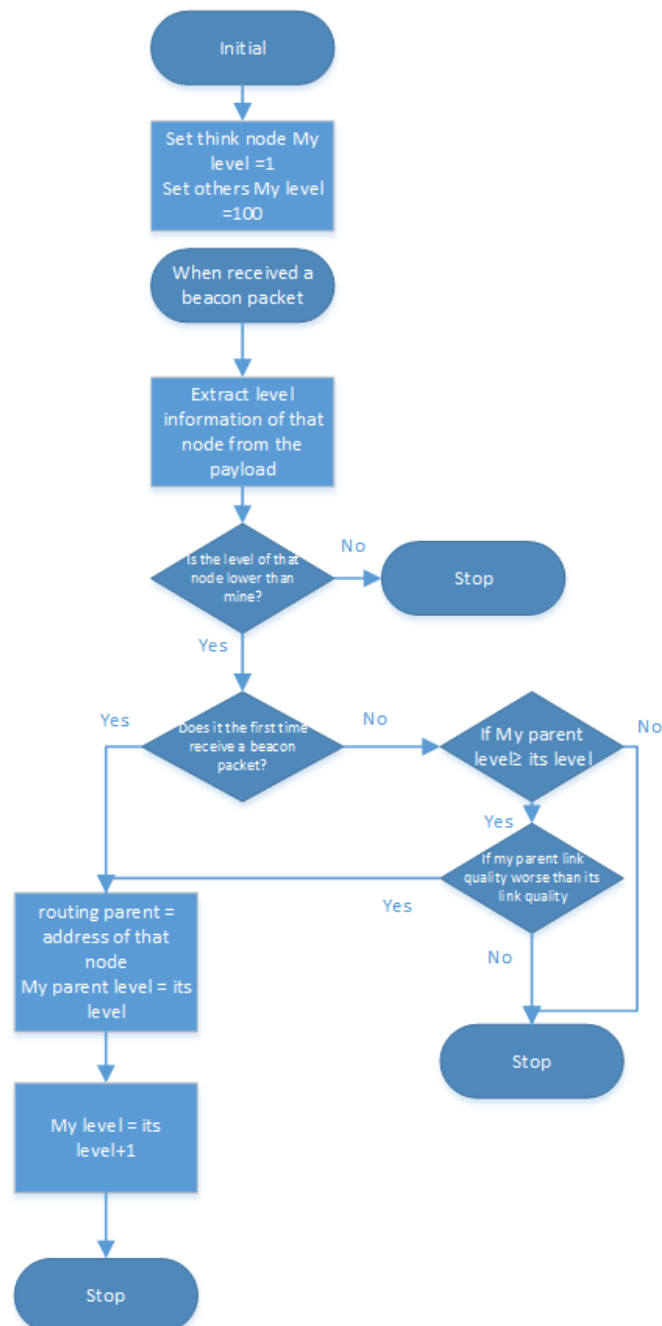 Initial
Set think node My
level =1
Set others My level
=100
When received a
beacon packet
Extract level
information of that
node from the
payload
Is the level of that
node lower than
mine?
No
Stop
Yes
Yes
Does it the first time
receive a beacon
packet?
No
If My parent
level≥ its level
No
Yes
If my parent link
quality worse than its
link quality
Yes
routing parent =
address of that
node
My parent level = its
level
No
Stop
My level = its
level+1
Stop